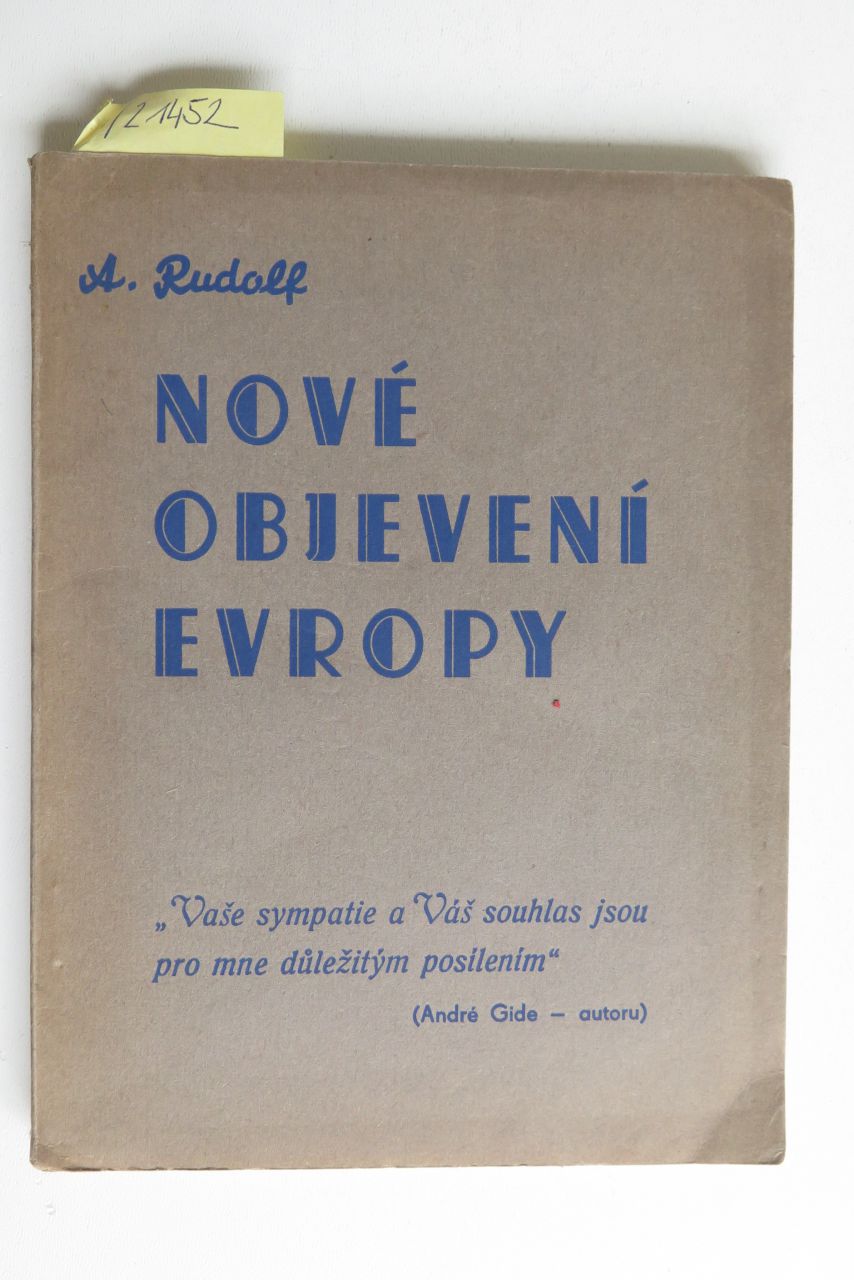 121452
A. Rudolf
NOVÉ
OBJEVENÍ
EVROPY
„Vaše sympatie a Váš souhlas jsou
pro mne důležitým posílením“
(André Gide – autoru)